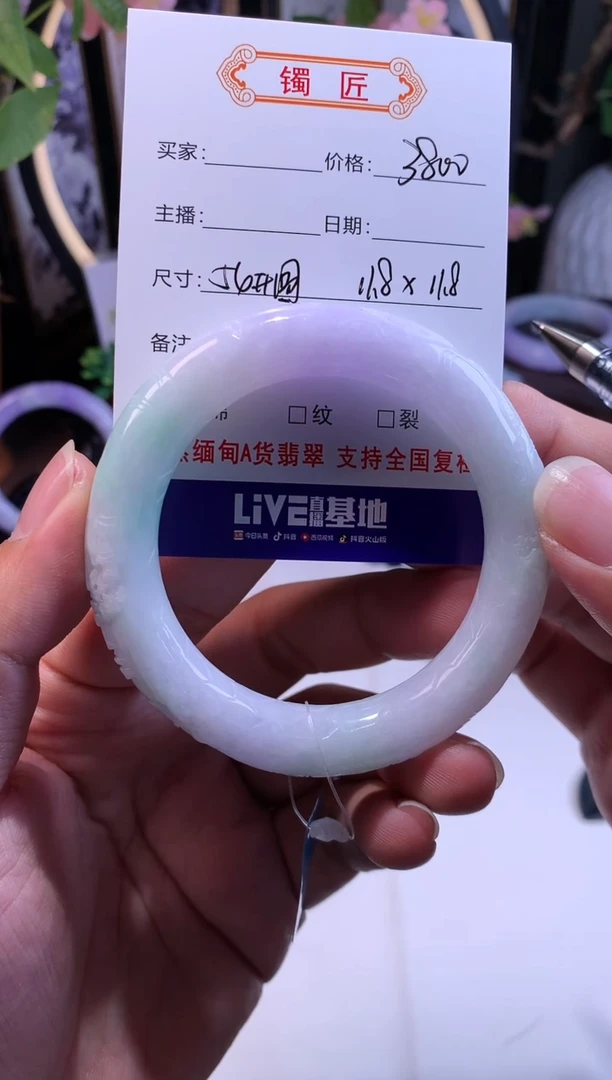 镯 匠
买家: 价格: 3800
主播: 日期:
尺寸: 56 圆 11.8 × 11.8
备注
□纹 □裂
缅甸A货翡翠 支持全国复检
LiVE直播基地
今日头条 抖音 西瓜视频 抖音火山版